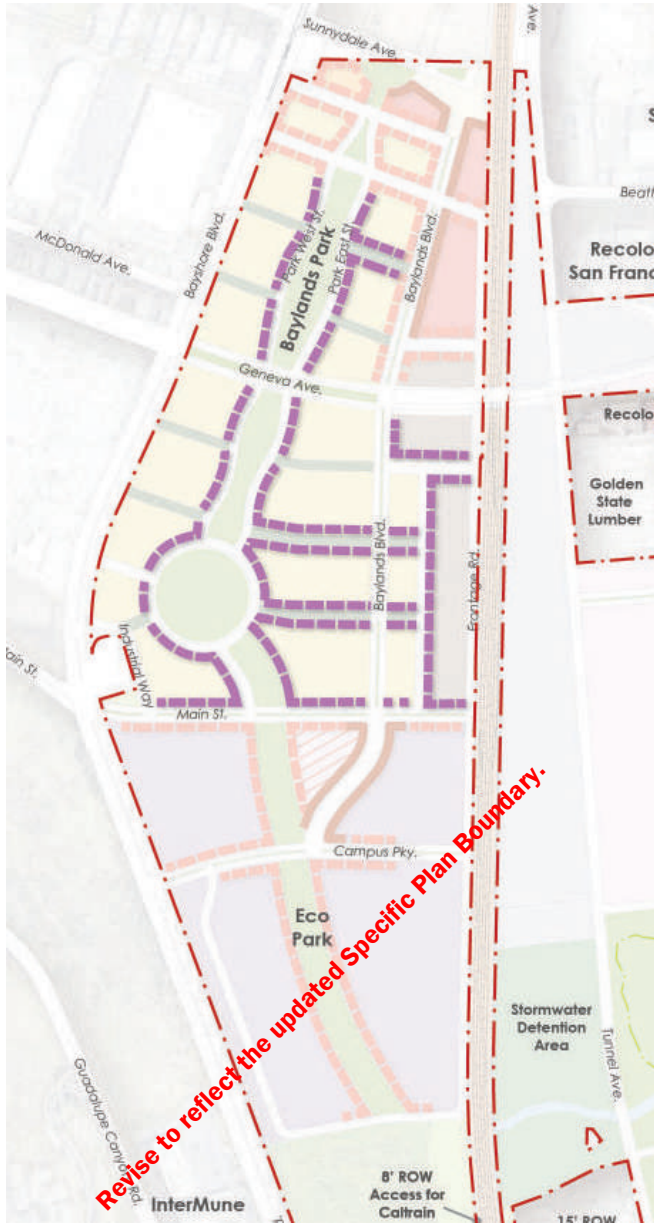 Sunnydale Ave.
Ave.
S
Beatt
McDonald Ave.
Bayshore Blvd.
Park West St.
Baylands Park
Park East St.
Baylands Blvd.
Recolo
San Franc
Geneva Ave.
Recolo
Golden
State
Lumber
Baylands Blvd.
Frontage Rd.
Industrial Way
ain St.
Main St.
Campus Pky.
Eco
Park
Revise to reflect the updated Specific Plan Boundary.
Stormwater
Detention
Area
Tunnel Ave.
Guadalupe Canyon
Rd.
InterMune
8' ROW
Access for
Caltrain
15' ROW